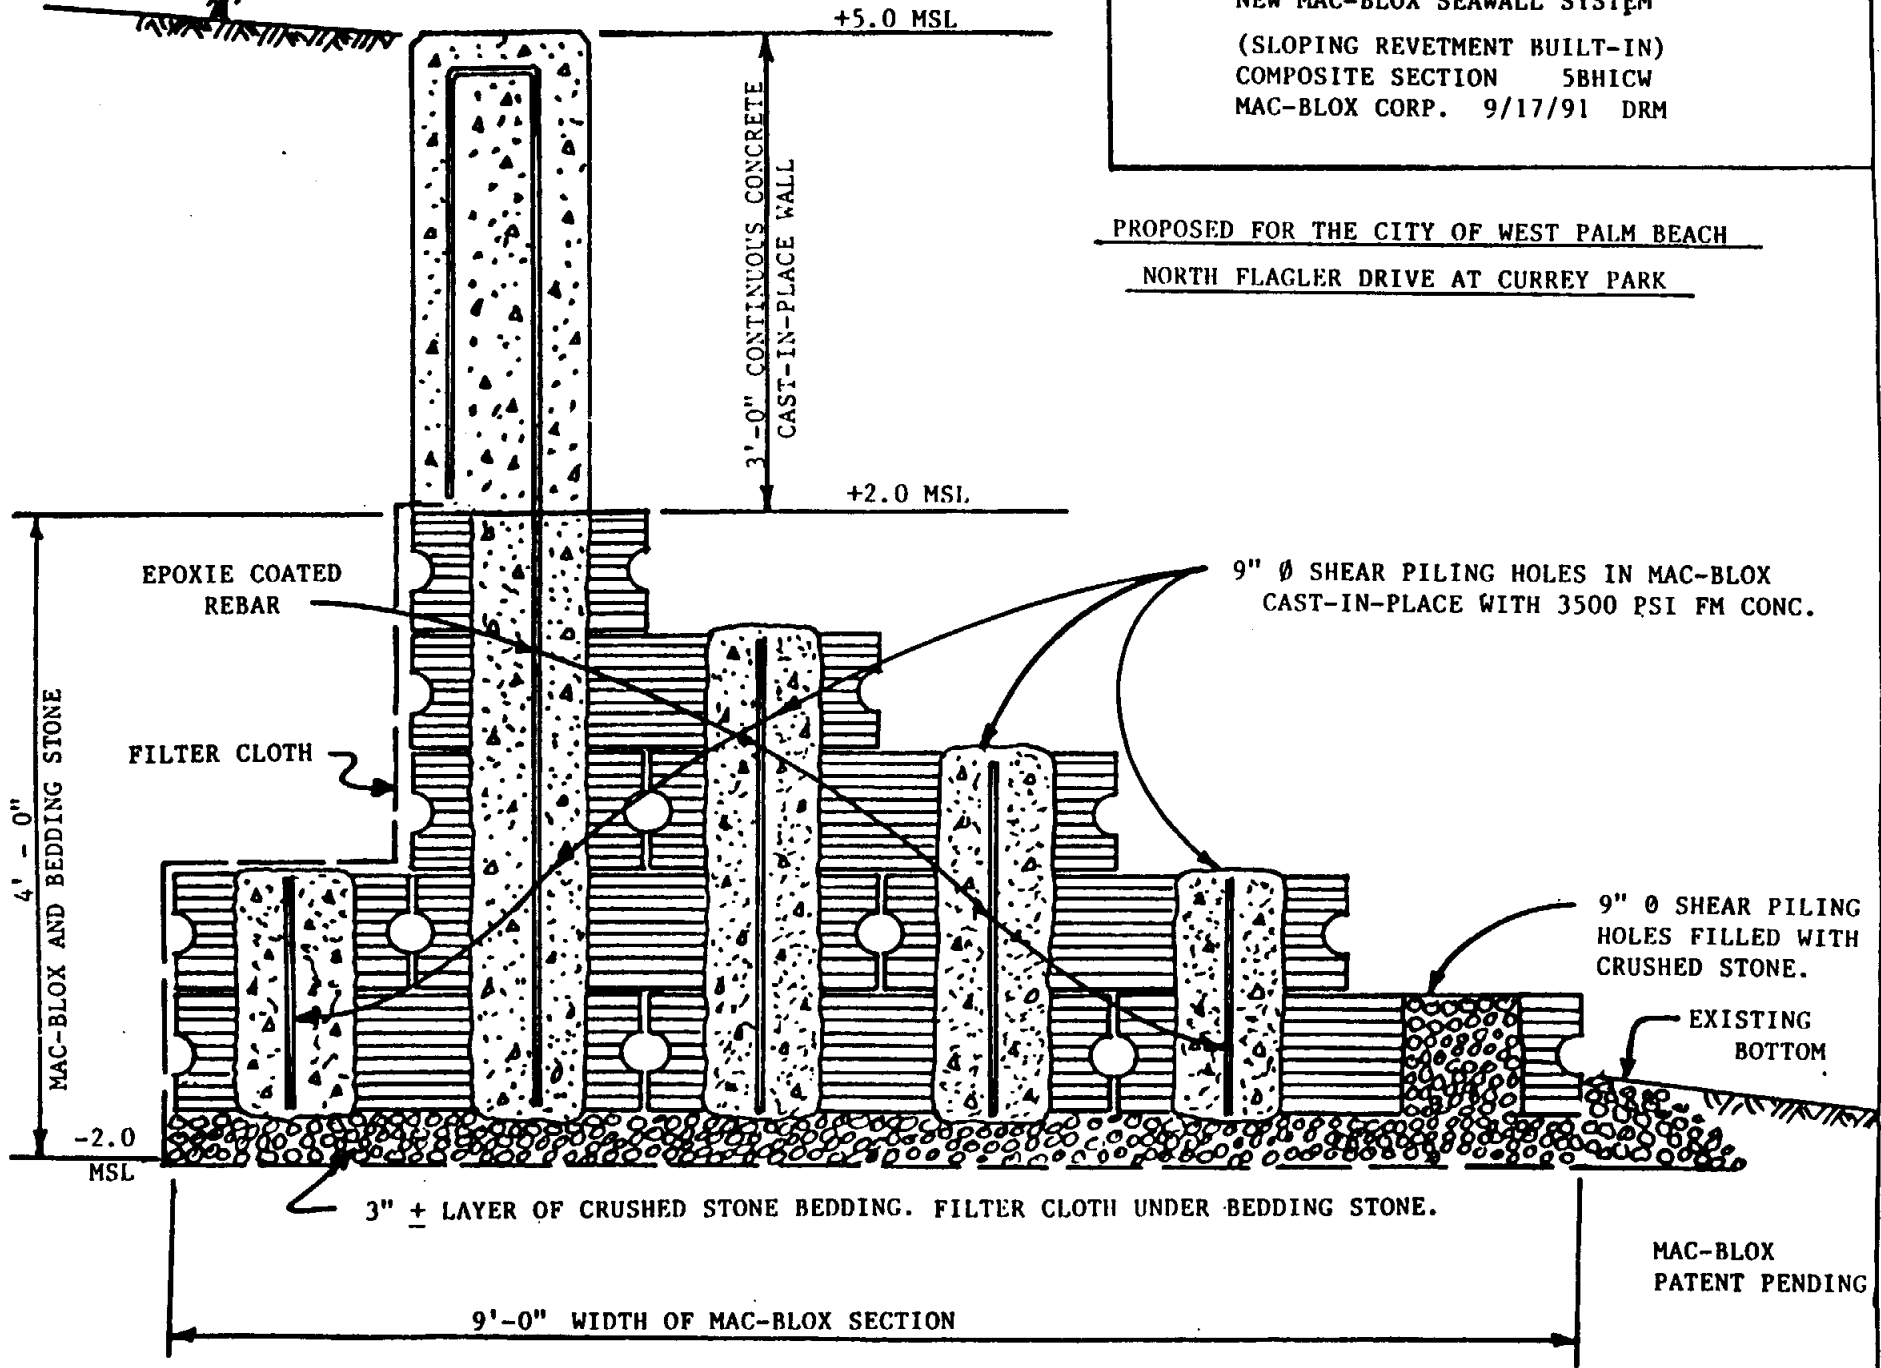 NEW MAC-BLOX SEAWALL SYSTEM
(SLOPING REVETMENT BUILT-IN)
COMPOSITE SECTION 5BHICW
MAC-BLOX CORP. 9/17/91 DRM
PROPOSED FOR THE CITY OF WEST PALM BEACH
NORTH FLAGLER DRIVE AT CURREY PARK
+5.0 MSL
3'-0" CONTINUOUS CONCRETE
CAST-IN-PLACE WALL
+2.0 MSL
EPOXIE COATED
REBAR
9" Ø SHEAR PILING HOLES IN MAC-BLOX
CAST-IN-PLACE WITH 3500 PSI FM CONC.
FILTER CLOTH
4' - 0"
MAC-BLOX AND BEDDING STONE
9" Ø SHEAR PILING
HOLES FILLED WITH
CRUSHED STONE.
EXISTING
BOTTOM
-2.0
MSL
3" ± LAYER OF CRUSHED STONE BEDDING. FILTER CLOTH UNDER BEDDING STONE.
MAC-BLOX
PATENT PENDING
9'-0" WIDTH OF MAC-BLOX SECTION